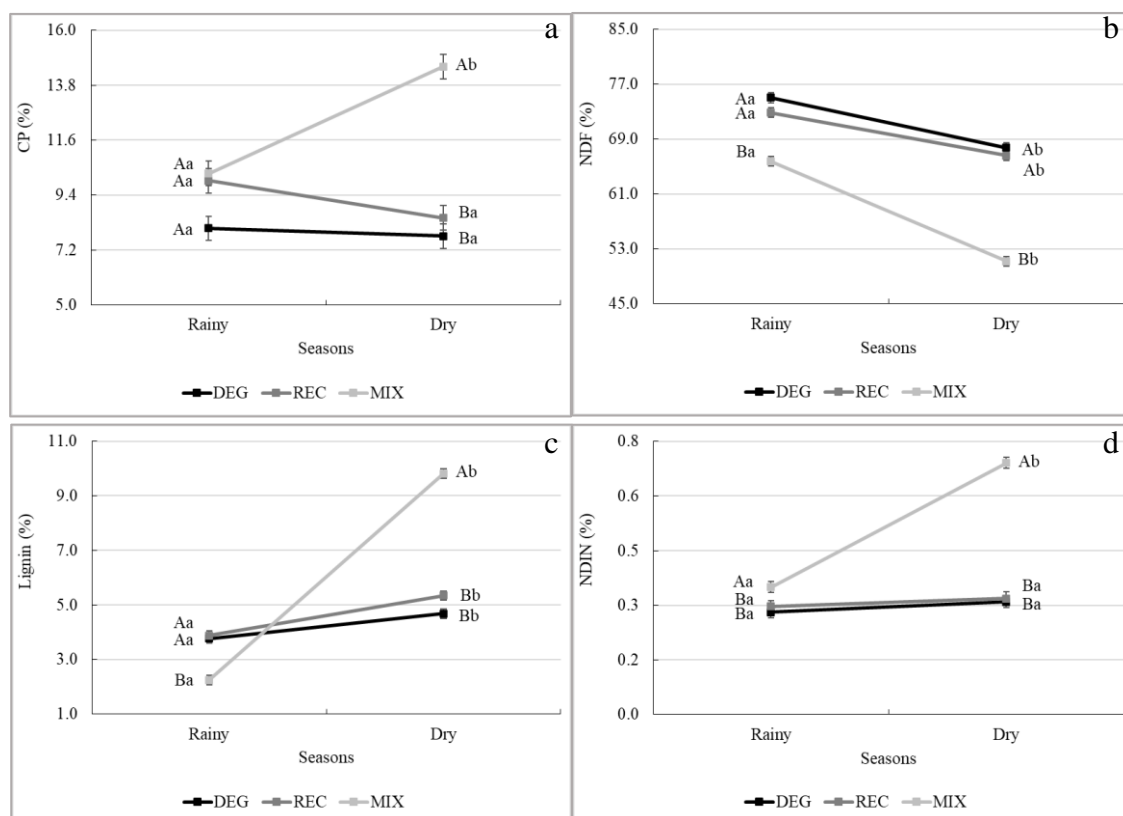 a
16.0
13.8
11.6
9.4
7.2
5.0
CP (%)
Aa
Aa
Aa
Ab
Ba
Ba
Rainy Dry
Seasons
DEG REC MIX
b
85.0
77.0
69.0
61.0
53.0
45.0
NDF (%)
Aa
Aa
Ba
Ab
Ab
Bb
Rainy Dry
Seasons
DEG REC MIX
c
11.0
9.0
7.0
5.0
3.0
1.0
Lignin (%)
Aa
Aa
Ba
Ab
Bb
Bb
Rainy Dry
Seasons
DEG REC MIX
d
0.8
0.6
0.5
0.3
0.2
0.0
NDIN (%)
Aa
Ba
Ba
Ab
Ba
Ba
Rainy Dry
Seasons
DEG REC MIX